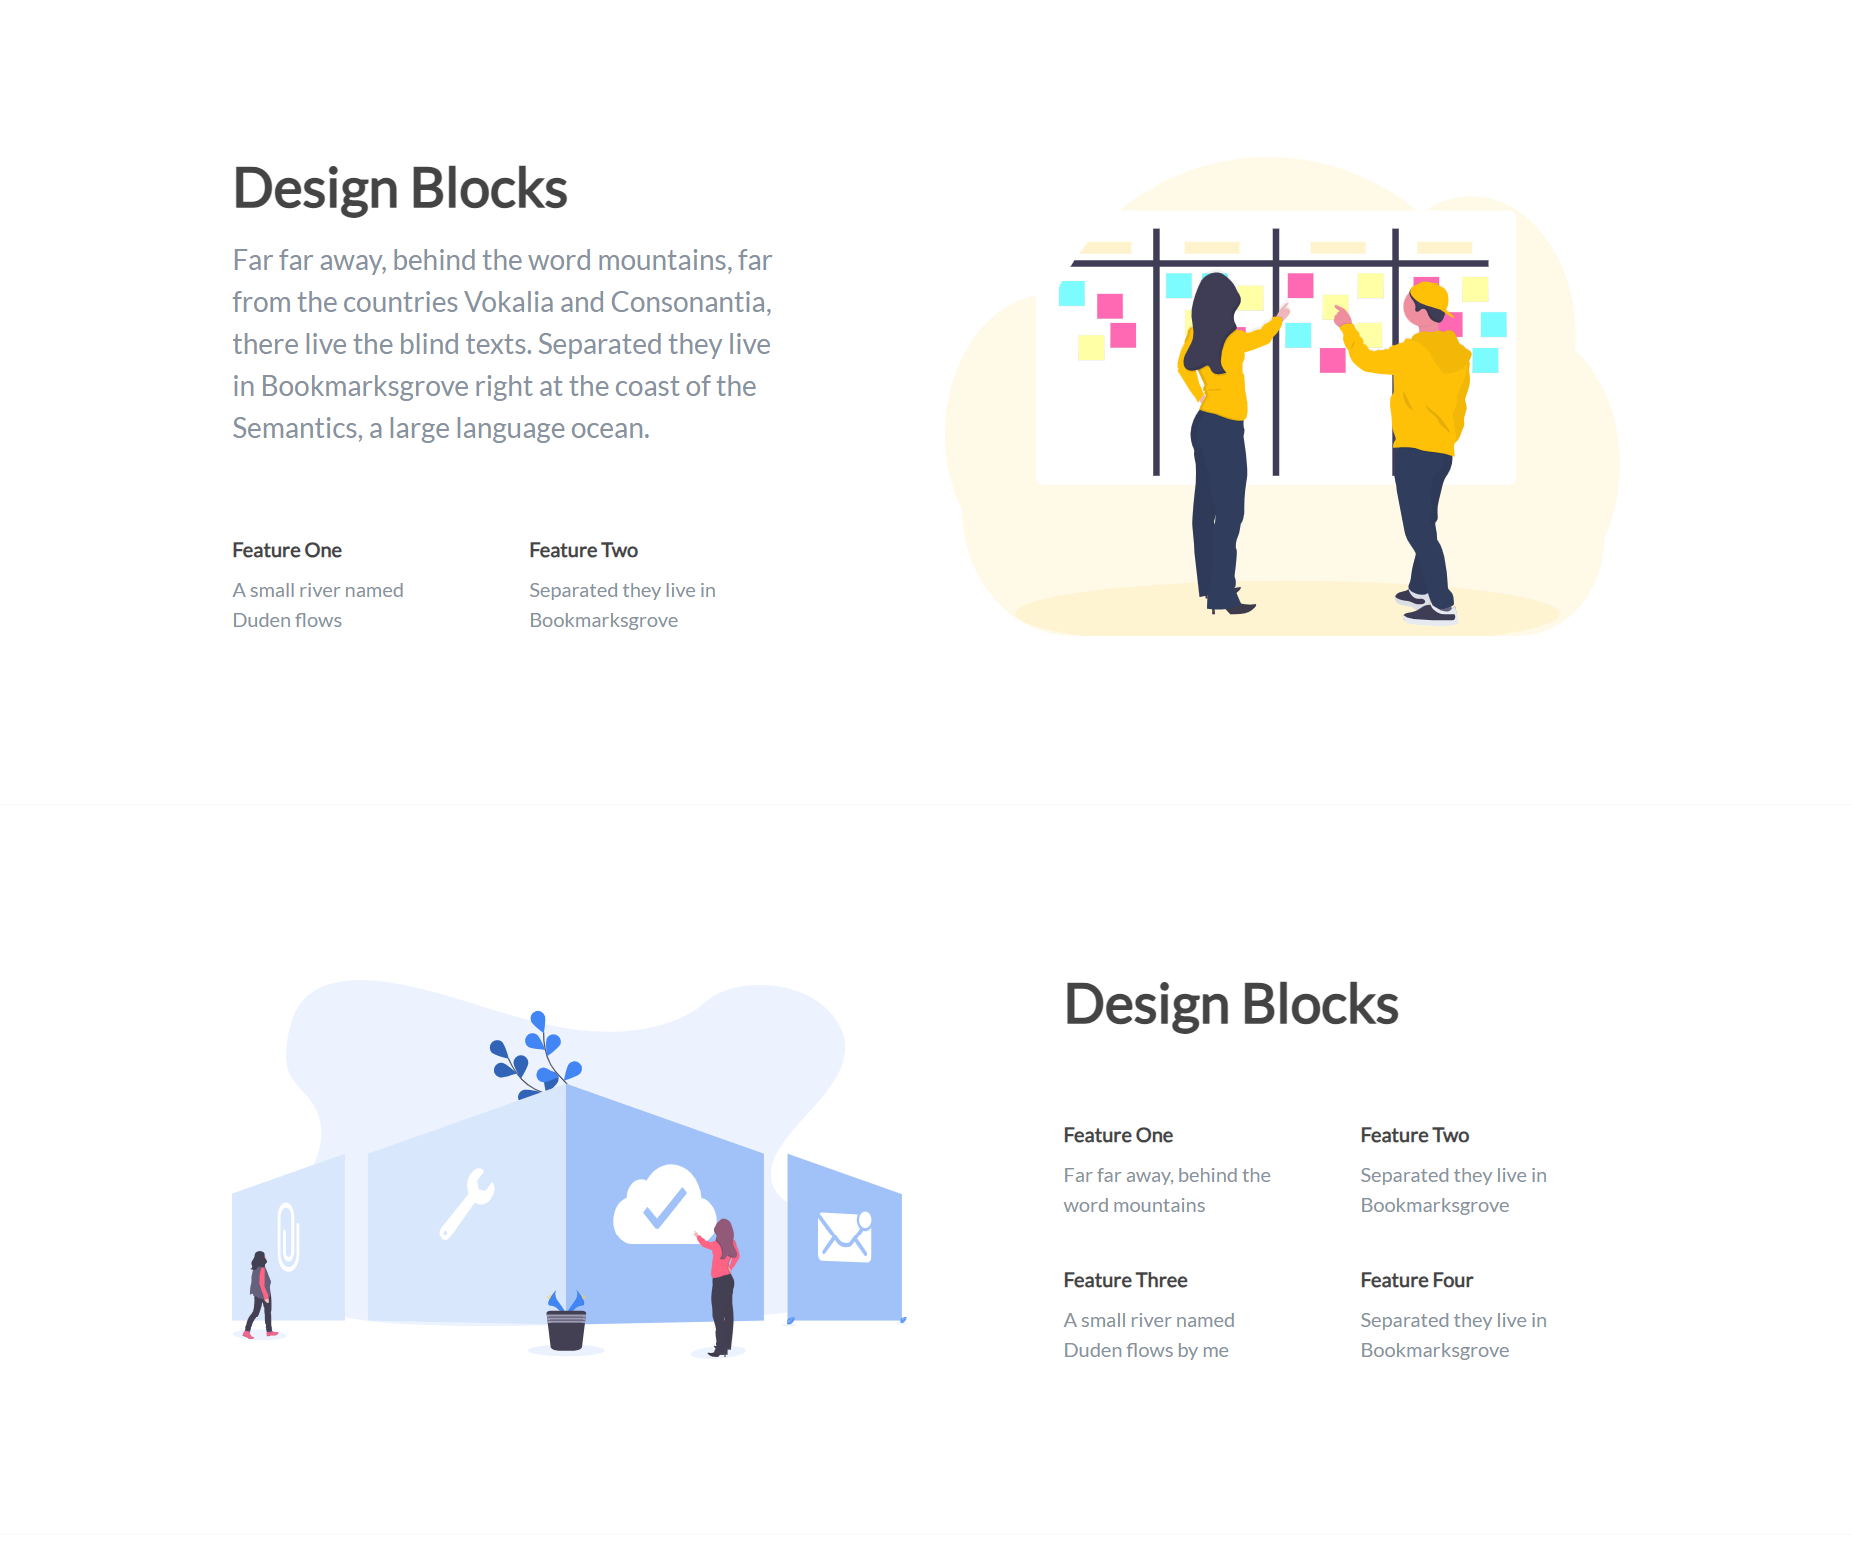 Design Blocks
Far far away, behind the word mountains, far
from the countries Vokalia and Consonantia,
there live the blind texts. Separated they live
in Bookmarksgrove right at the coast of the
Semantics, a large language ocean.
Feature One
A small river named
Duden flows
Feature Two
Separated they live in
Bookmarksgrove
Design Blocks
Feature One
Far far away, behind the
word mountains
Feature Two
Separated they live in
Bookmarksgrove
Feature Three
A small river named
Duden flows by me
Feature Four
Separated they live in
Bookmarksgrove